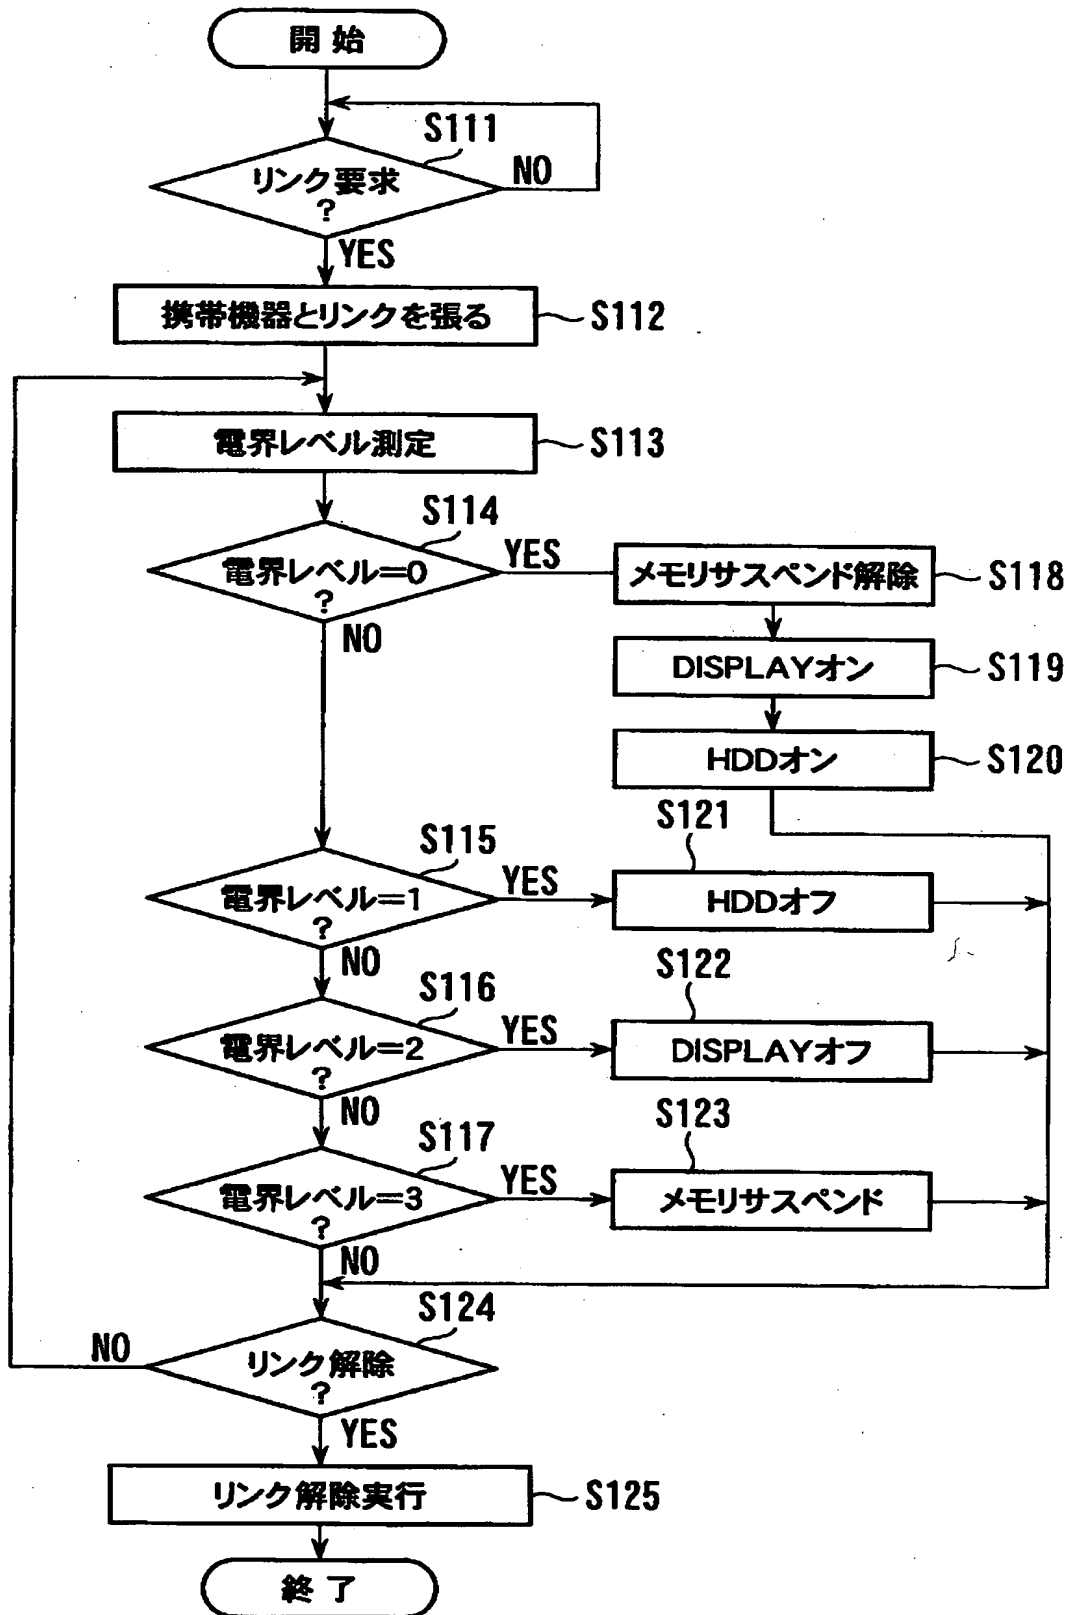 開始
S111
リンク要求
?
NO
YES
携帯機器とリンクを張る
S112
電界レベル測定
S113
S114
電界レベル=0
?
YES
NO
メモリサスペンド解除
S118
DISPLAYオン
S119
HDDオン
S120
S115
電界レベル=1
?
YES
NO
S121
HDDオフ
S116
電界レベル=2
?
YES
NO
S122
DISPLAYオフ
S117
電界レベル=3
?
YES
NO
S123
メモリサスペンド
S124
リンク解除
?
NO
YES
リンク解除実行
S125
終了